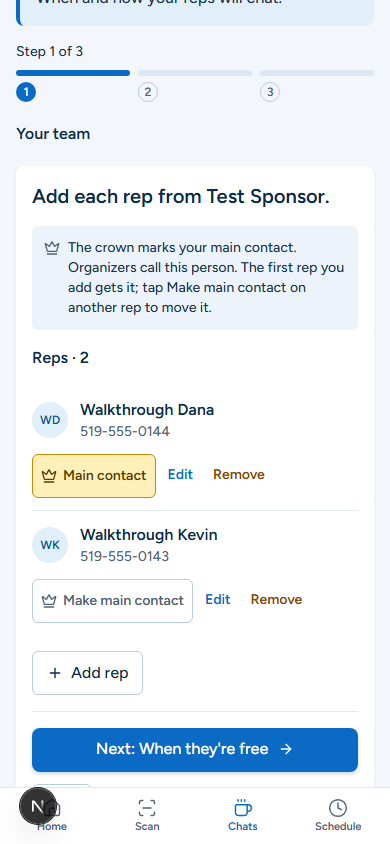 when and how your reps will chat.
Step 1 of 3
1
2
3
Your team
Add each rep from Test Sponsor.
The crown marks your main contact.
Organizers call this person. The first rep you
add gets it; tap Make main contact on
another rep to move it.
Reps · 2
WD
Walkthrough Dana
519-555-0144
Main contact
Edit
Remove
WK
Walkthrough Kevin
519-555-0143
Make main contact
Edit
Remove
+ Add rep
Next: When they're free →
N
Home
Scan
Chats
Schedule